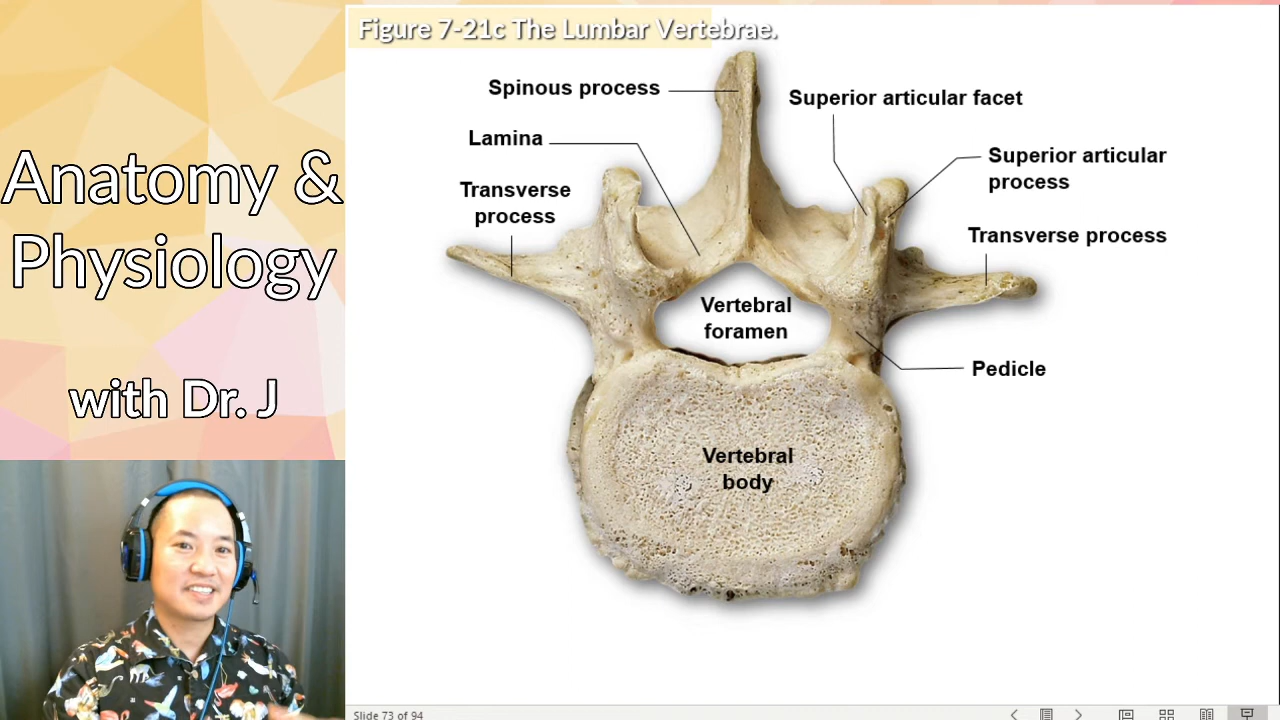 Anatomy &
Physiology
with Dr. J
Figure 7-21c The Lumbar Vertebrae.
Spinous process
Superior articular facet
Lamina
Superior articular
process
Transverse
process
Transverse process
Vertebral
foramen
Pedicle
Vertebral
body
Slide 73 of 94